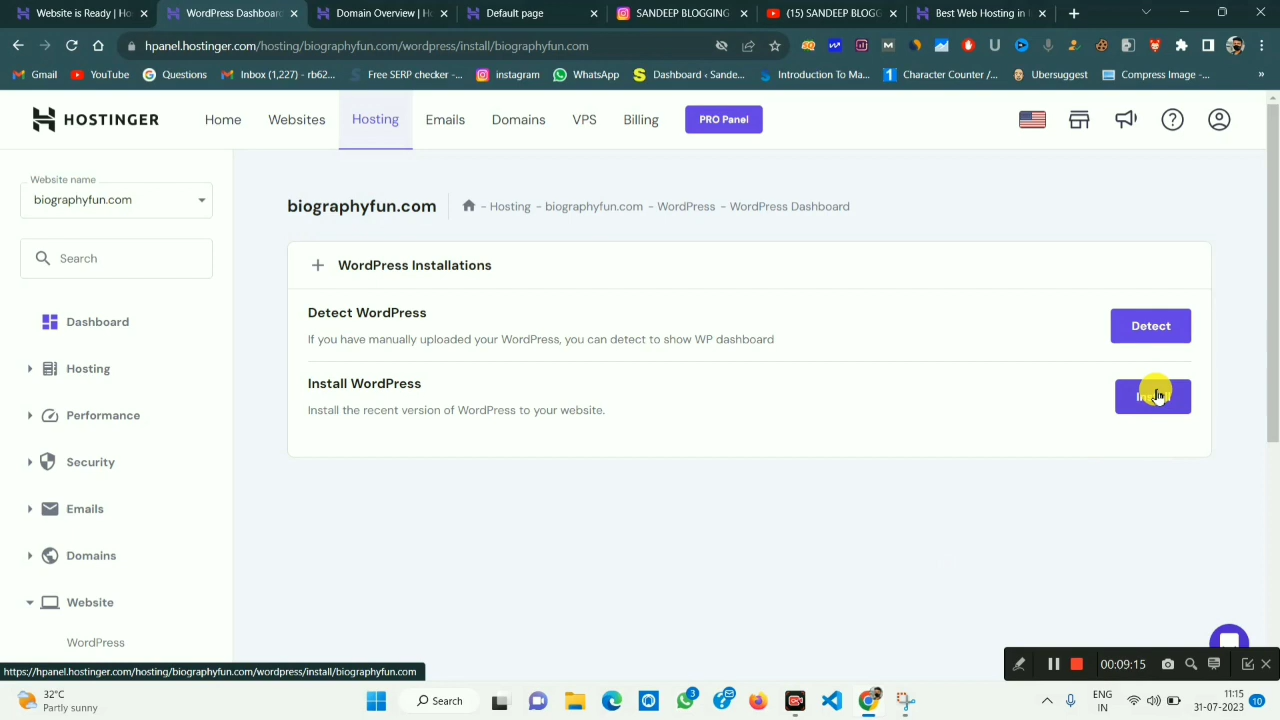 Website is Ready | Ho
WordPress Dashboar
Domain Overview | Ho
Default page
SANDEEP BLOGGING
(15) SANDEEP BLOGG
Best Web Hosting in I
hpanel.hostinger.com/hosting/biographyfun.com/wordpress/install/biographyfun.com
Gmail
YouTube
Questions
Inbox (1,227) - rb62...
Free SERP checker -...
instagram
WhatsApp
Dashboard ‹ Sande...
Introduction To Ma...
Character Counter /...
Ubersuggest
Compress Image -...
HOSTINGER
Home
Websites
Hosting
Emails
Domains
VPS
Billing
PRO Panel
Website name
biographyfun.com
Search
Dashboard
Hosting
Performance
Security
Emails
Domains
Website
WordPress
biographyfun.com
- Hosting - biographyfun.com - WordPress - WordPress Dashboard
WordPress Installations
Detect WordPress
If you have manually uploaded your WordPress, you can detect to show WP dashboard
Detect
Install WordPress
Install the recent version of WordPress to your website.
https://hpanel.hostinger.com/hosting/biographyfun.com/wordpress/install/biographyfun.com
00:09:15
32°C
Partly sunny
Search
3
ENG
IN
11:15
31-07-2023
10